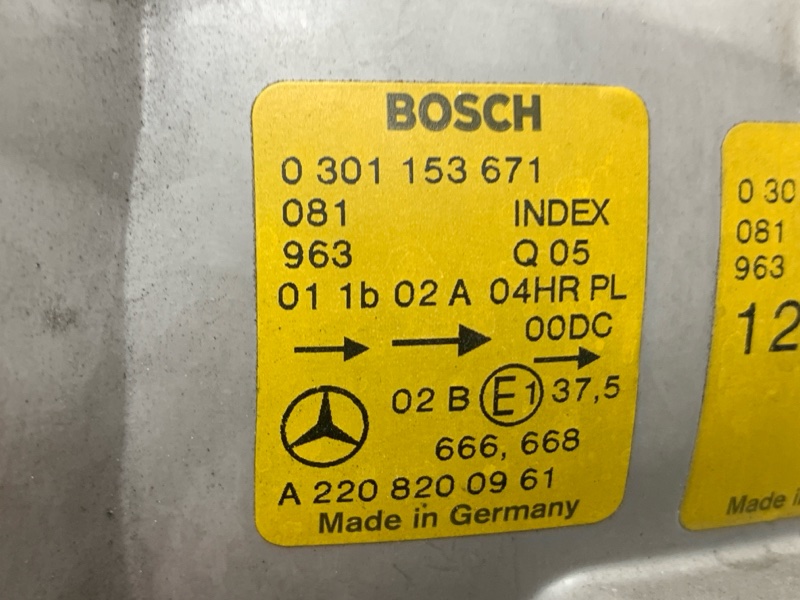 BOSCH
0 301 153 671
081 INDEX
963 Q 05
01 1b 02 A 04HR PL
00DC
02 B E1 37,5
666, 668
A 220 820 09 61
Made in Germany
0 30
081
963
12
Made